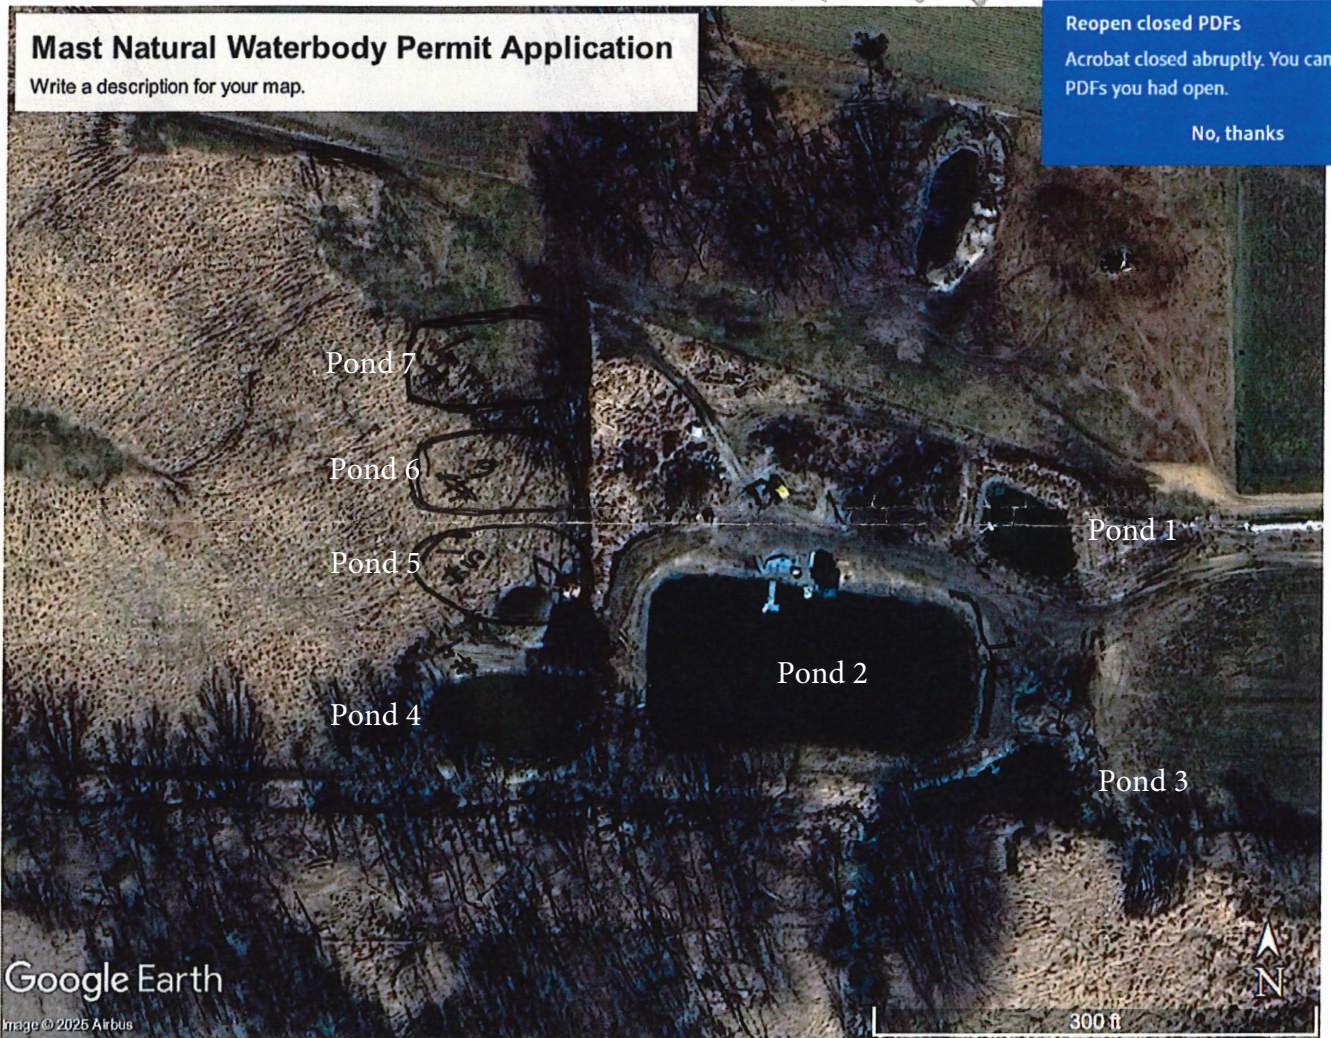 Mast Natural Waterbody Permit Application
Write a description for your map.
Reopen closed PDFs
Acrobat closed abruptly. You can
PDFs you had open.
No, thanks
Pond 7
Pond 6
Pond 5
Pond 1
Pond 2
Pond 4
Pond 3
Google Earth
N
Image © 2025 Airbus
300 ft